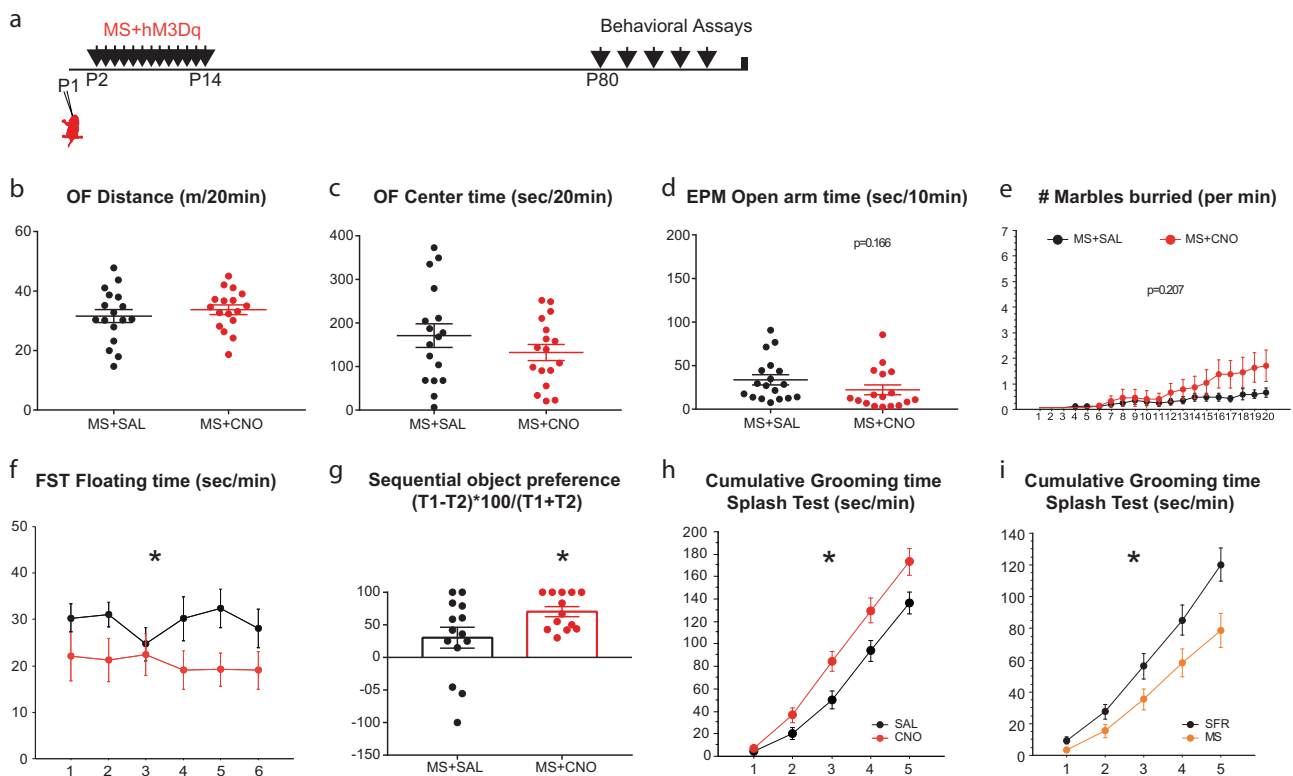 a
MS+hM3Dq
Behavioral Assays
P2
P14
P80
P1
b
OF Distance (m/20min)
60
40
20
0
MS+SAL
MS+CNO
c
OF Center time (sec/20min)
400
300
200
100
0
MS+SAL
MS+CNO
d
EPM Open arm time (sec/10min)
p=0.166
200
150
100
50
0
MS+SAL
MS+CNO
e
# Marbles burried (per min)
MS+SAL
MS+CNO
p=0.207
7
6
5
4
3
2
1
0
1 2 3 4 5 6 7 8 9 10 11 12 13 14 15 16 17 18 19 20
f
FST Floating time (sec/min)
*
50
40
30
20
10
0
1 2 3 4 5 6
g
Sequential object preference
(T1-T2)*100/(T1+T2)
*
100
50
0
-05
-100
-150
MS+SAL
MS+CNO
h
Cumulative Grooming time
Splash Test (sec/min)
*
200
180
160
140
120
100
80
60
40
20
0
SAL
CNO
1 2 3 4 5
i
Cumulative Grooming time
Splash Test (sec/min)
*
140
120
100
80
60
40
20
0
SFR
MS
1 2 3 4 5